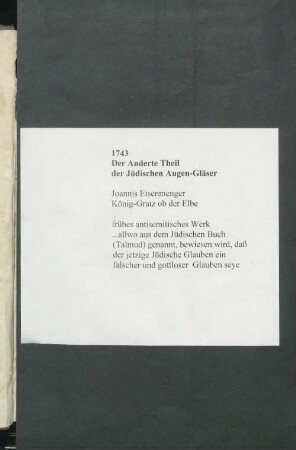 1743
Der Anderte Theil
der Jüdischen Augen-Gläser
Joannis Eisenmenger
König-Gratz ob der Elbe
frühes antisemitisches Werk
...allwo aus dem Jüdischen Buch
(Talmud) genannt, bewiesen wird, daß
der jetzige Jüdische Glauben ein
falscher und gottloser Glauben seye